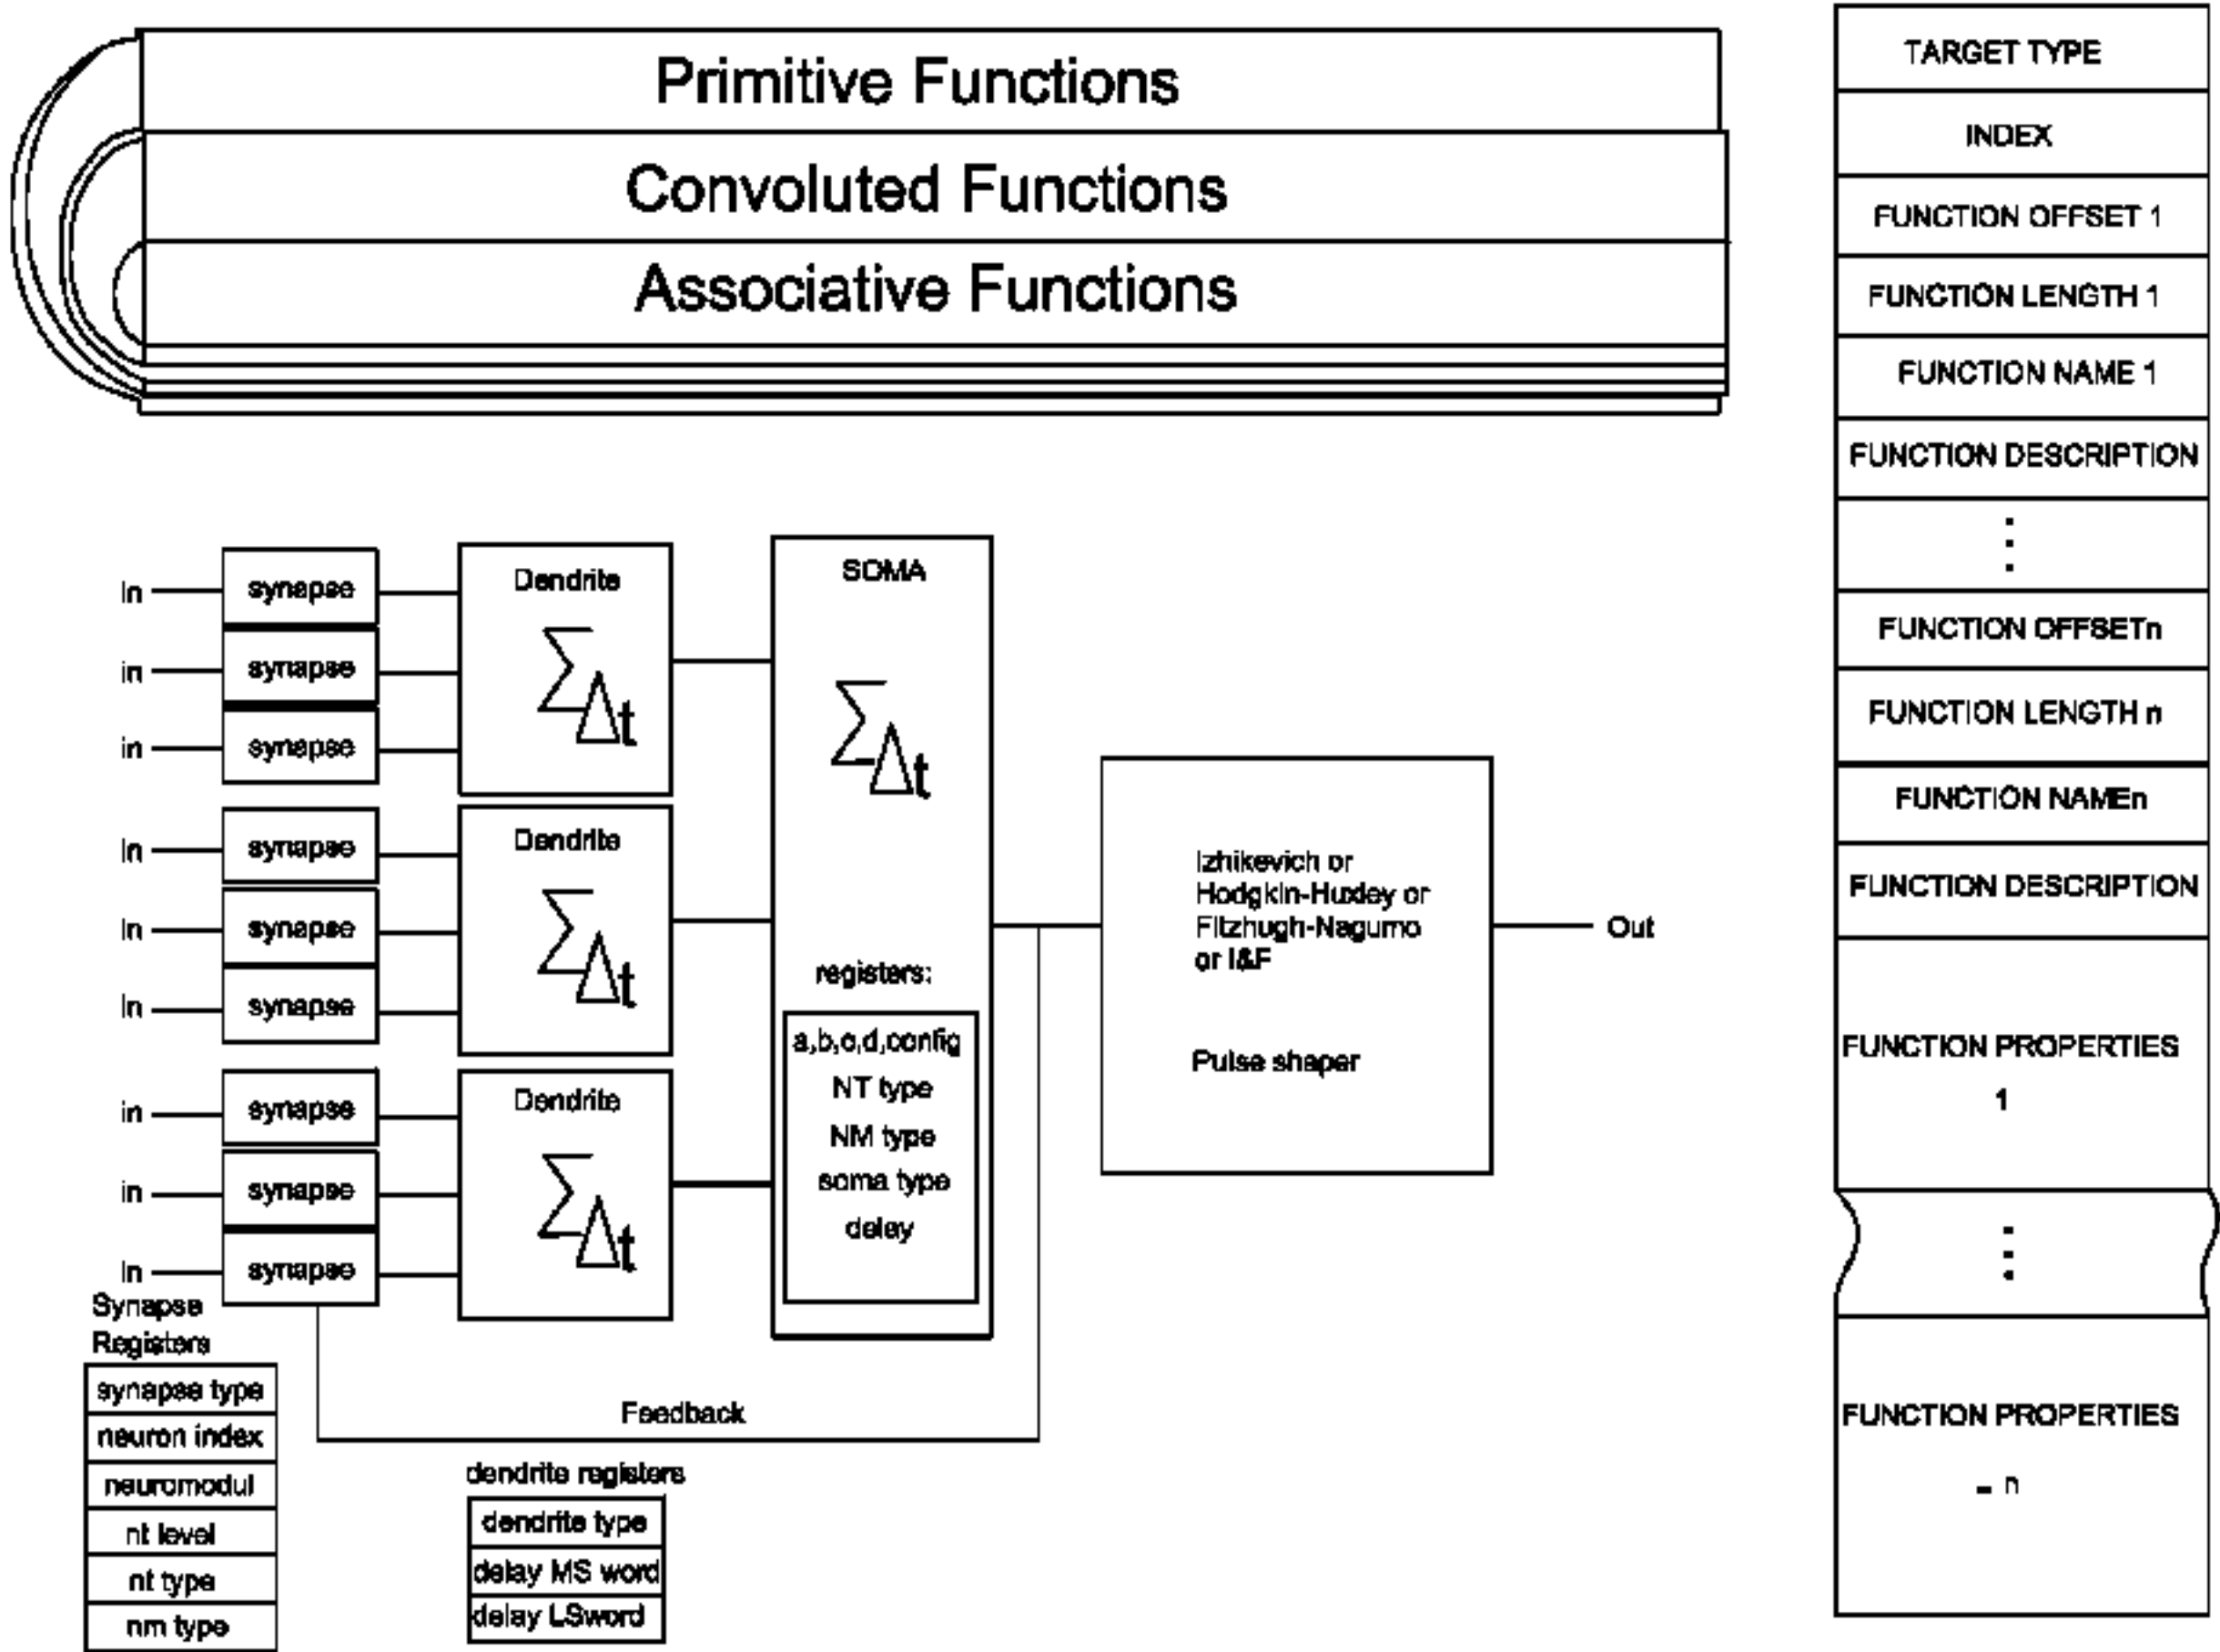 Primitive Functions
Convoluted Functions
Associative Functions
In
synapse
in
synapse
in
synapse
In
synapse
In
synapse
In
synapse
in
synapse
in
synapse
In
synapse
Dendrite
Σ
Δt
Dendrite
Σ
Δt
Dendrite
Σ
Δt
SOMA
Σ
Δt
registers:
a,b,c,d,config
NT type
NM type
soma type
delay
Izhikevich or
Hodgkin-Huxley or
Fitzhugh-Nagumo
or I&F
Pulse shaper
Out
Feedback
Synapse
Registers
synapse type
neuron index
neuromodul
nt level
nt type
nm type
dendrite registers
dendrite type
delay MS word
delay LSword
TARGET TYPE
INDEX
FUNCTION OFFSET 1
FUNCTION LENGTH 1
FUNCTION NAME 1
FUNCTION DESCRIPTION
⋮
FUNCTION OFFSETn
FUNCTION LENGTH n
FUNCTION NAMEn
FUNCTION DESCRIPTION
FUNCTION PROPERTIES
1
⋮
FUNCTION PROPERTIES
- n